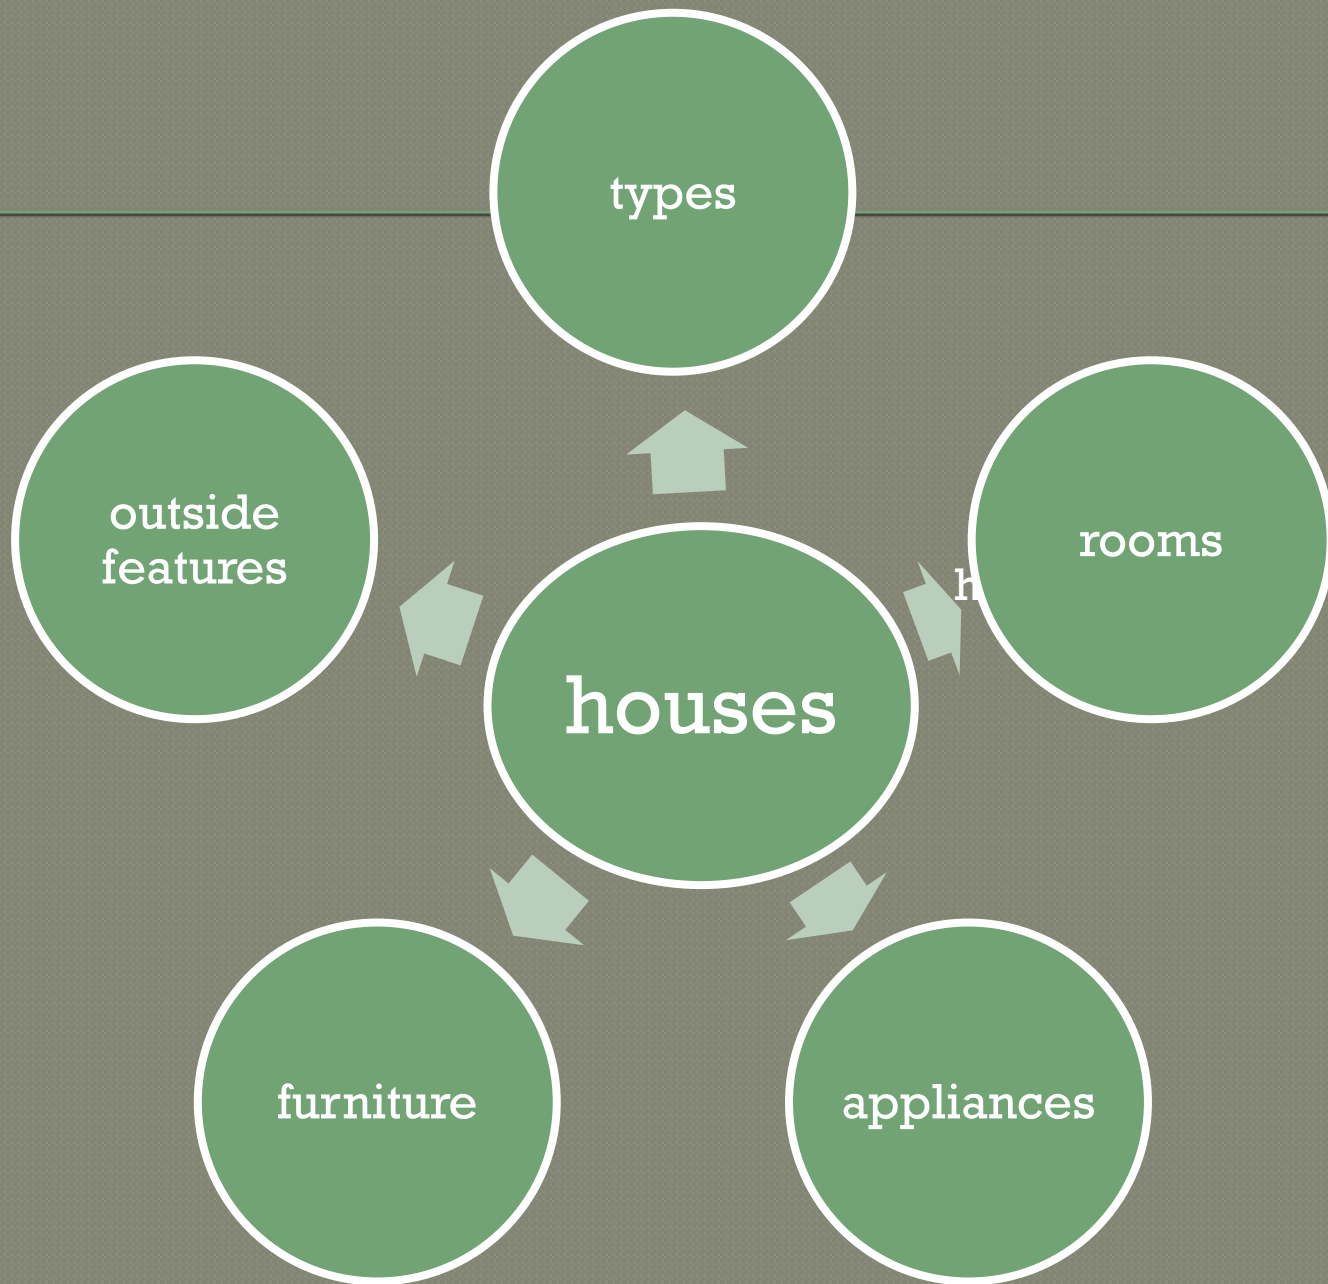 types
outside
features
rooms
h
houses
furniture
appliances